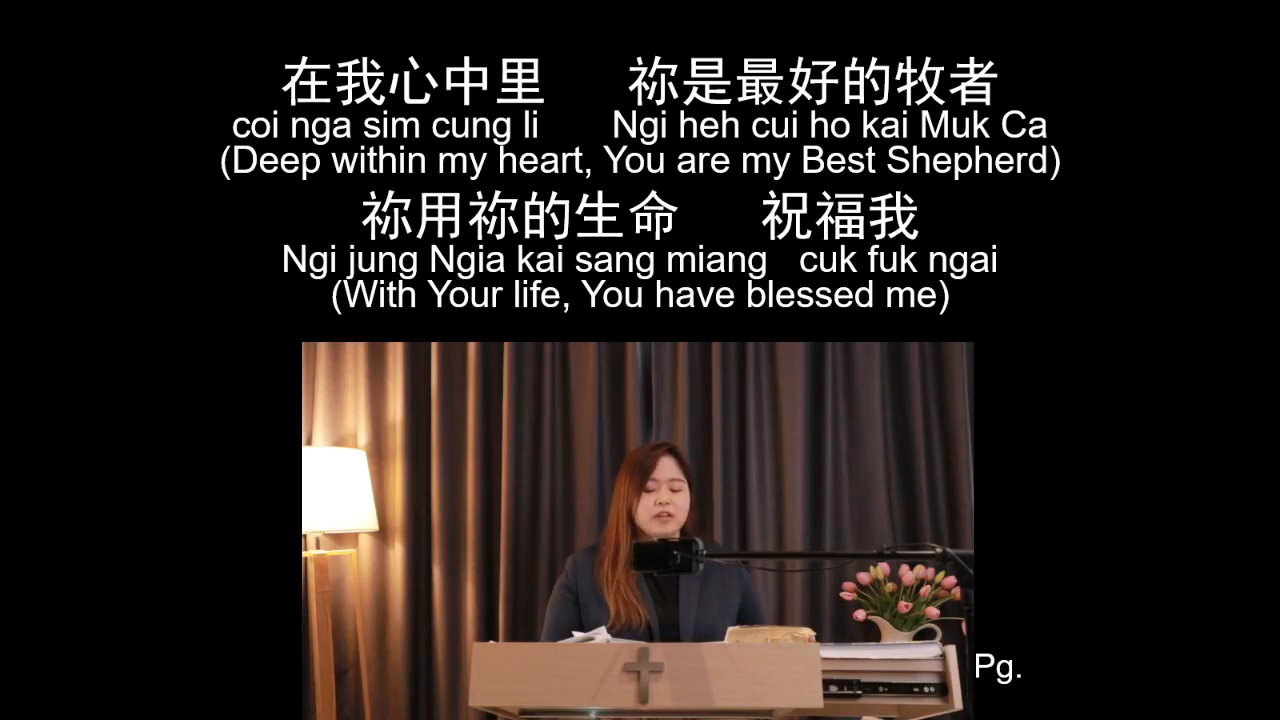 在我心中里 祢是最好的牧者
coi nga sim cung li Ngi heh cui ho kai Muk Ca
(Deep within my heart, You are my Best Shepherd)
祢用祢的生命 祝福我
Ngi jung Ngia kai sang miang cuk fuk ngai
(With Your life, You have blessed me)
Pg.